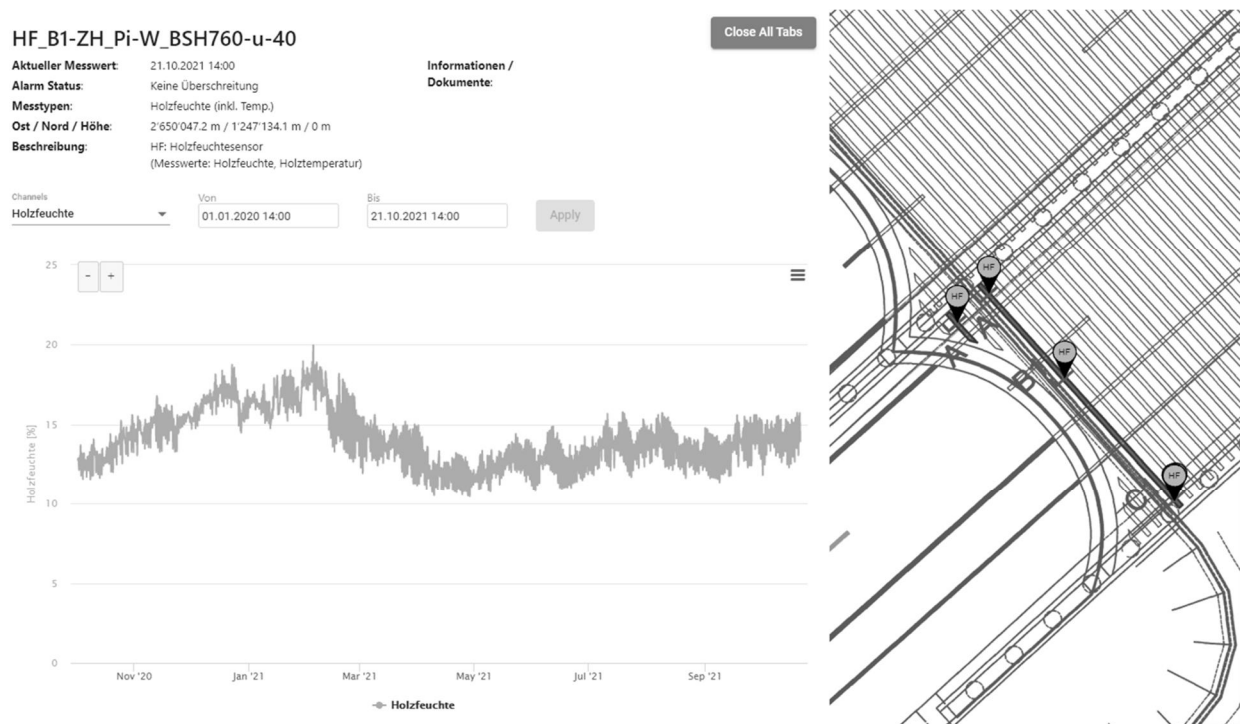 HF_B1-ZH_Pi-W_BSH760-u-40
Close All Tabs
Aktueller Messwert: 21.10.2021 14:00
Informationen /
Dokumente:
Alarm Status: Keine Überschreitung
Messtypen: Holzfeuchte (inkl. Temp.)
Ost / Nord / Höhe: 2'650'047.2 m / 1'247'134.1 m / 0 m
Beschreibung: HF: Holzfeuchtesensor
(Messwerte: Holzfeuchte, Holztemperatur)
Channels
Holzfeuchte
Von
01.01.2020 14:00
Bis
21.10.2021 14:00
Apply
- +
Holzfeuchte [%]
25
20
15
10
5
0
Nov '20 Jan '21 Mar '21 May '21 Jul '21 Sep '21
Holzfeuchte
HF
HF
HF
HF